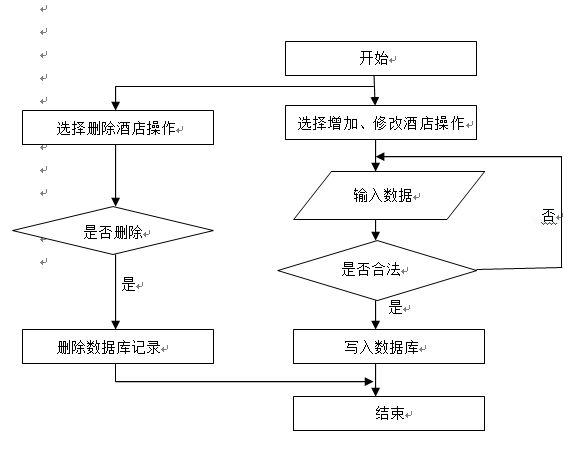 开始
选择删除酒店操作
选择增加、修改酒店操作
输入数据
否
是否删除
是否合法
是
是
删除数据库记录
写入数据库
结束